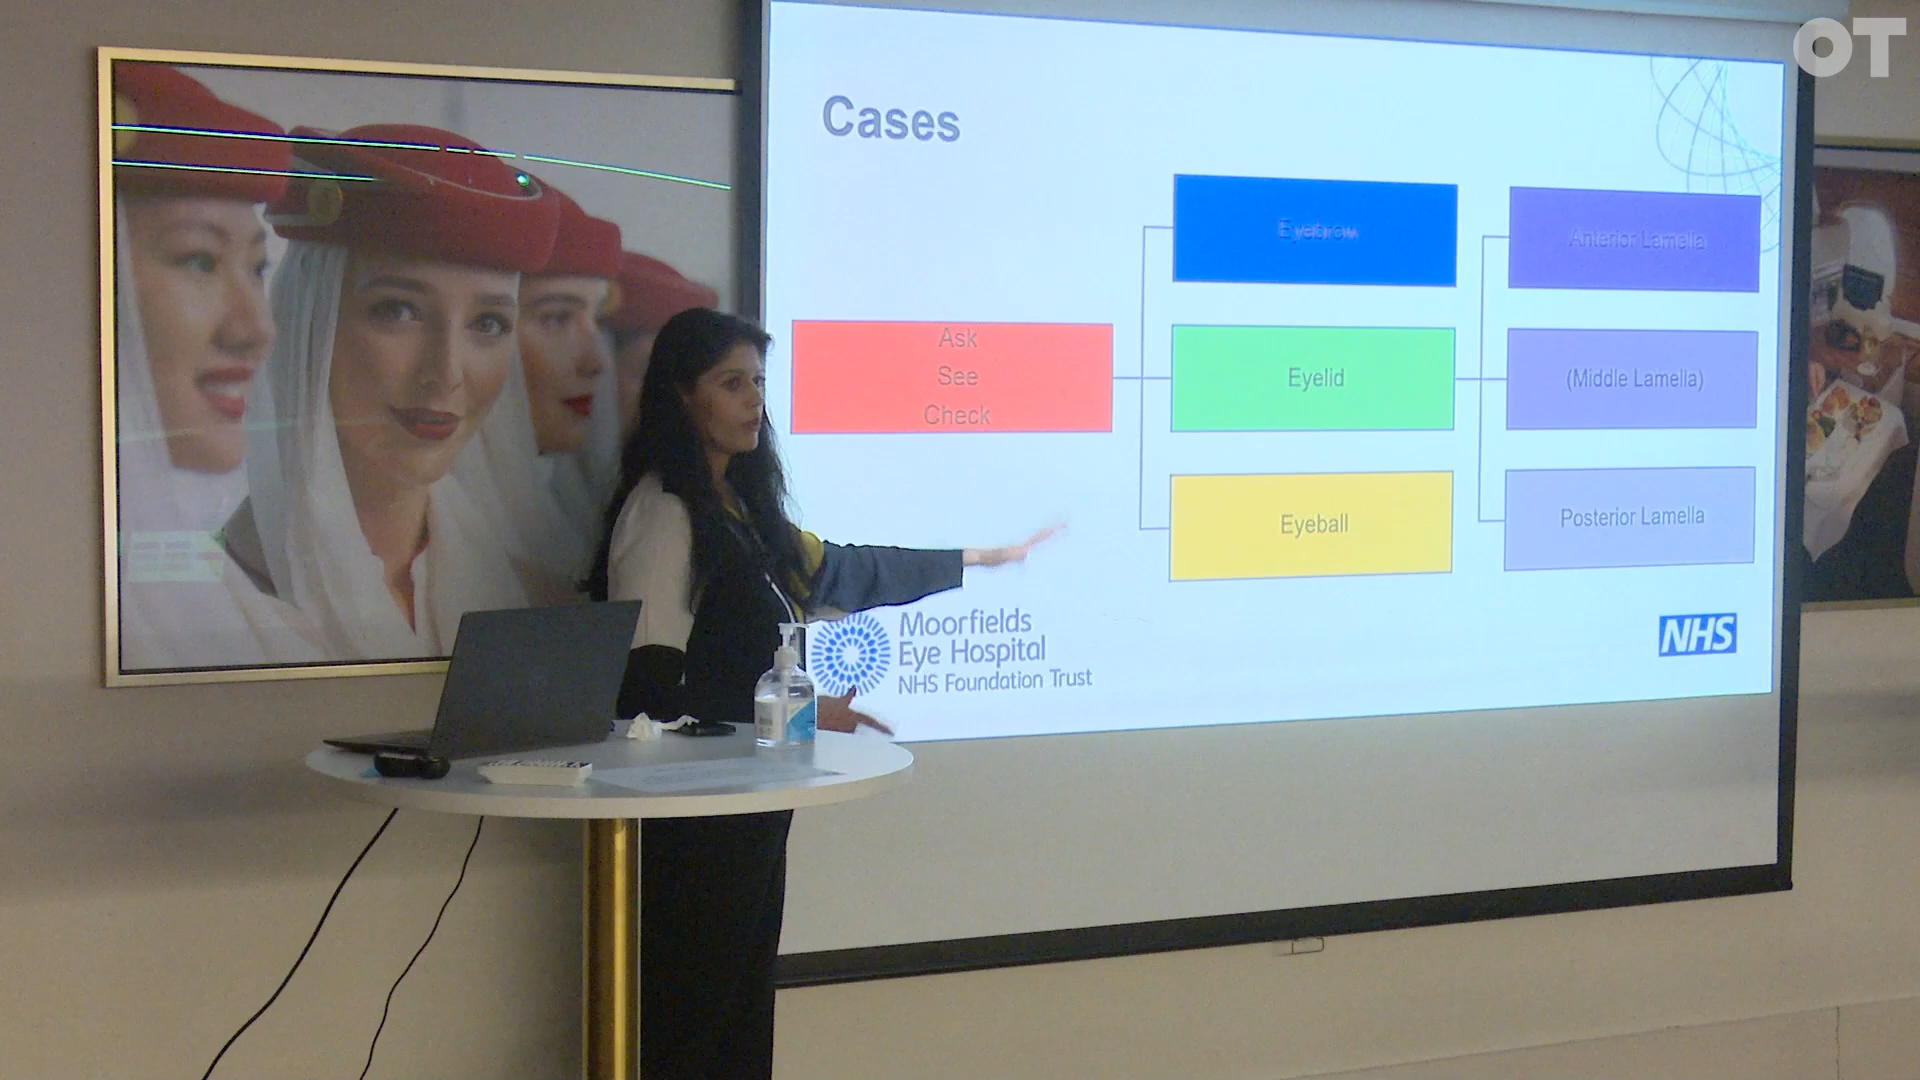 OT
Cases
Ask
See
Check
Eyebrow
Eyelid
Eyeball
Anterior Lamella
(Middle Lamella)
Posterior Lamella
Moorfields
Eye Hospital
NHS Foundation Trust
NHS